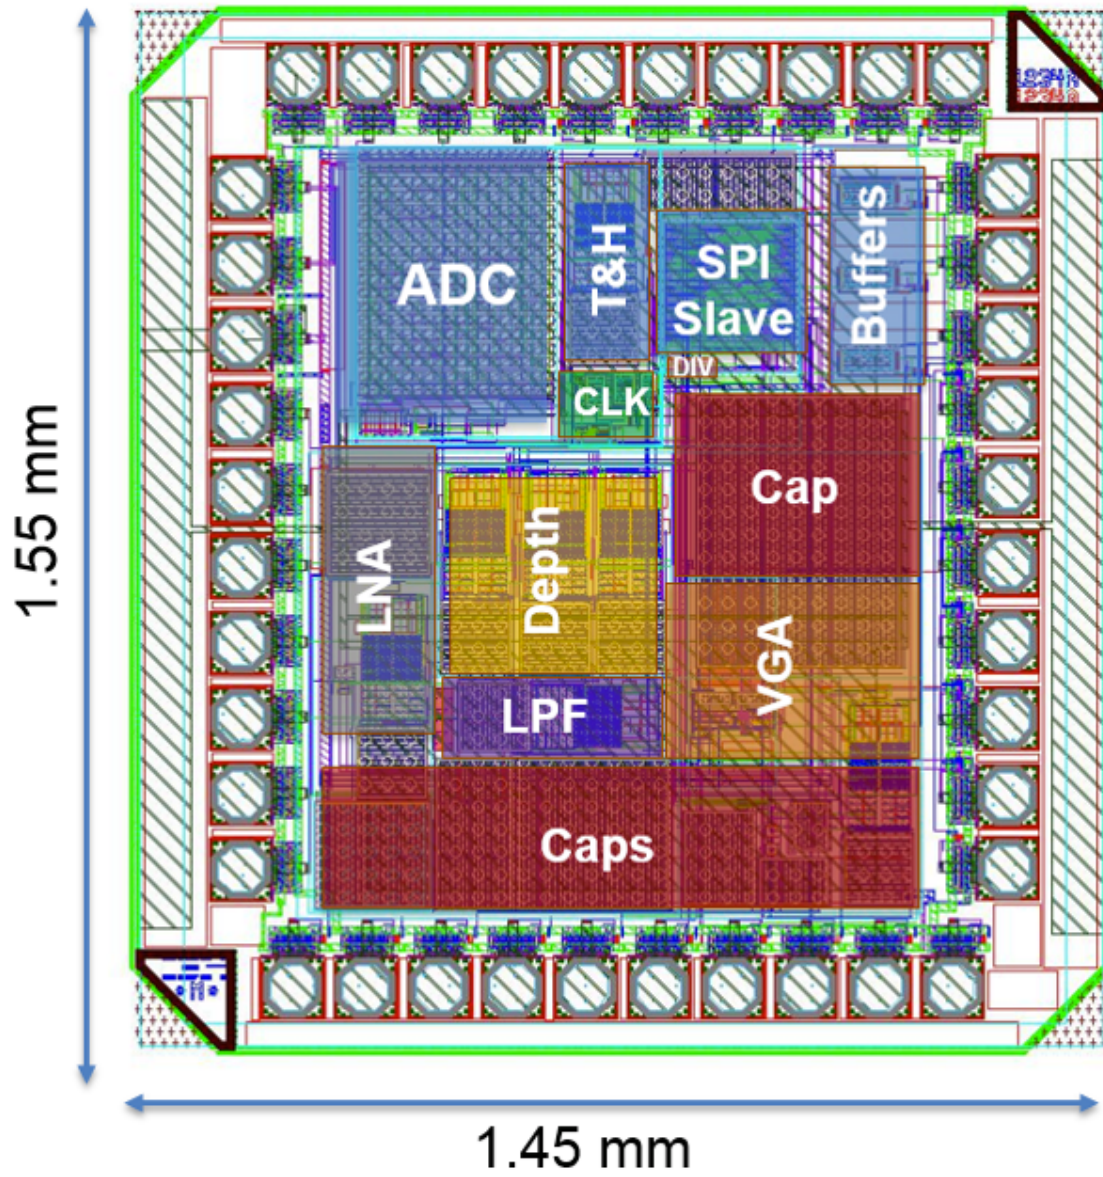 ADC
T&H
SPI
Slave
Buffers
DIV
CLK
Cap
LNA
Depth
VGA
LPF
Caps
1.55 mm
1.45 mm